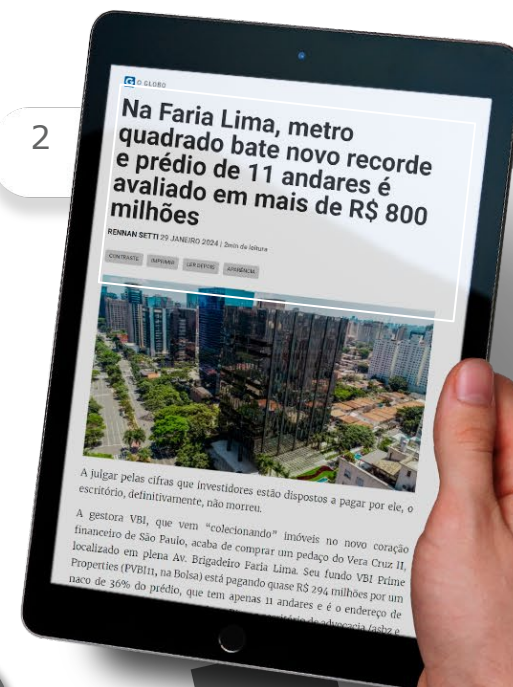 2
G O GLOBO
Na Faria Lima, metro
quadrado bate novo recorde
e prédio de 11 andares é
avaliado em mais de R$ 800
milhões
RENNAN SETTI 29 JANEIRO 2024 | 2min de leitura
CONTRASTE IMPRIMIR LER DEPOIS APARÊNCIA
A julgar pelas cifras que investidores estão dispostos a pagar por ele, o
escritório, definitivamente, não morreu.
A gestora VBI, que vem “colecionando” imóveis no novo coração
financeiro de São Paulo, acaba de comprar um pedaço do Vera Cruz II,
localizado em plena Av. Brigadeiro Faria Lima. Seu fundo VBI Prime
Properties (PVBI11, na Bolsa) está pagando quase R$ 294 milhões por um
naco de 36% do prédio, que tem apenas 11 andares e é o endereço de
de advocacia